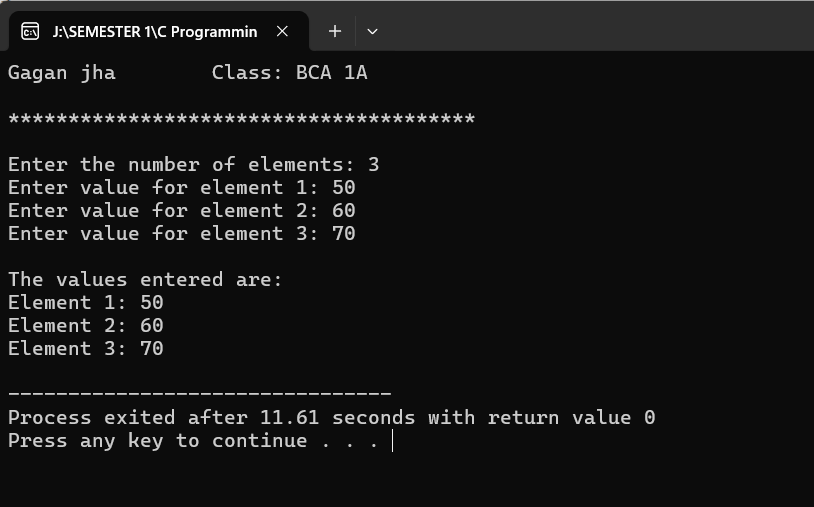 J:\SEMESTER 1\C Programmin
Gagan jha        Class: BCA 1A
***************************************
Enter the number of elements: 3
Enter value for element 1: 50
Enter value for element 2: 60
Enter value for element 3: 70
The values entered are:
Element 1: 50
Element 2: 60
Element 3: 70
--------------------------------
Process exited after 11.61 seconds with return value 0
Press any key to continue . . .